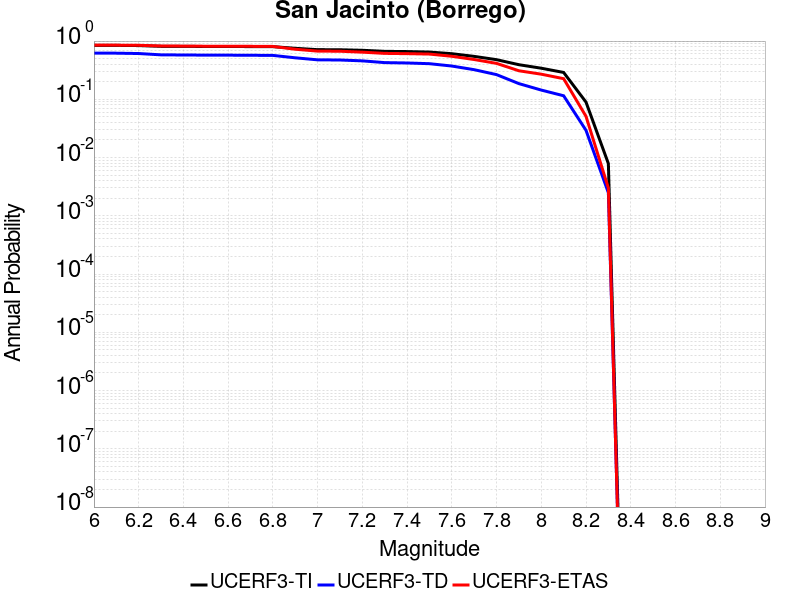 San Jacinto (Borrego)
10^0
10^-1
10^-2
10^-3
10^-4
10^-5
10^-6
10^-7
10^-8
Annual Probability
6 6.2 6.4 6.6 6.8 7 7.2 7.4 7.6 7.8 8 8.2 8.4 8.6 8.8 9
Magnitude
UCERF3-TI UCERF3-TD UCERF3-ETAS